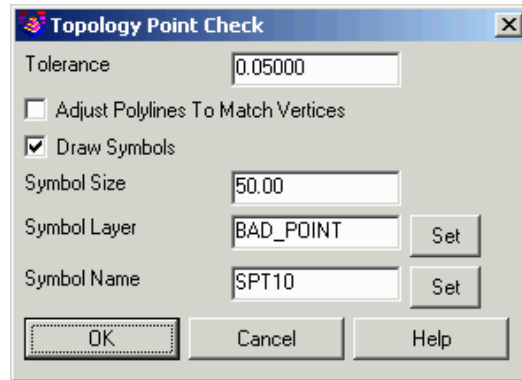 Topology Point Check
Tolerance 0.05000
Adjust Polylines To Match Vertices
Draw Symbols
Symbol Size 50.00
Symbol Layer BAD_POINT Set
Symbol Name SPT10 Set
OK Cancel Help